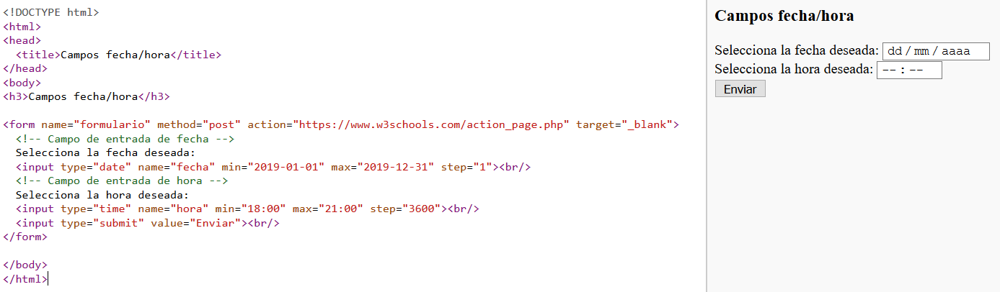 <!DOCTYPE html>
<html>
<head>
  <title>Campos fecha/hora</title>
</head>
<body>
<h3>Campos fecha/hora</h3>

<form name="formulario" method="post" action="https://www.w3schools.com/action_page.php" target="_blank">
  <!-- Campo de entrada de fecha -->
  Selecciona la fecha deseada:
  <input type="date" name="fecha" min="2019-01-01" max="2019-12-31" step="1"><br/>
  <!-- Campo de entrada de hora -->
  Selecciona la hora deseada:
  <input type="time" name="hora" min="18:00" max="21:00" step="3600"><br/>
  <input type="submit" value="Enviar"><br/>
</form>

</body>
</html>
Campos fecha/hora
Selecciona la fecha deseada: dd / mm / aaaa
Selecciona la hora deseada: -- : --
Enviar